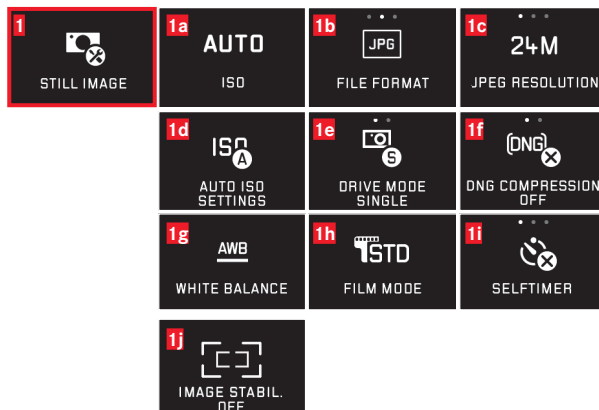 1
STILL IMAGE
1a
AUTO
ISO
1b
JPG
FILE FORMAT
1c
24M
JPEG RESOLUTION
1d
ISO A
AUTO ISO
SETTINGS
1e
S
DRIVE MODE
SINGLE
1f
(DNG)
DNG COMPRESSION
OFF
1g
AWB
WHITE BALANCE
1h
STD
FILM MODE
1i
SELFTIMER
1j
IMAGE STABIL.
OFF